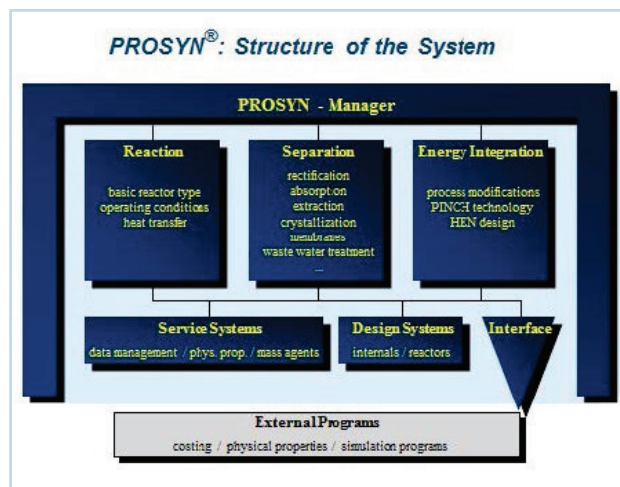 PROSYN®: Structure of the System
PROSYN - Manager
Reaction
basic reactor type
operating conditions
heat transfer
Separation
rectification
absorption
extraction
crystallization
membranes
waste water treatment
...
Energy Integration
process modifications
PINCH technology
HEN design
Service Systems
data management / phys. prop. / mass agents
Design Systems
internals / reactors
Interface
External Programs
costing / physical properties / simulation programs